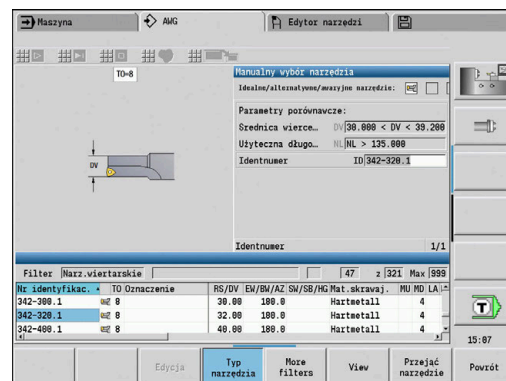 Maszyna
AWG
Edytor narzędzi
TO=8
DV
Manualny wybór narzędzia
Idealne/alternatywne/awaryjne narzędzie:
Parametry porównawcze:
Srednica wierce… DV 30.000 < DV < 39.200
Użyteczna długo… NL NL > 135.000
Identnumer ID 342-320.1
Identnumer 1/1
Filter Narz.wiertarskie 47 z 321 Max 999
Nr identyfikac. TO Oznaczenie RS/DV EW/BW/AZ SW/SB/HG Mat.skrawaj. MU MD LA
342-300.1 8 30.00 180.0 Hartmetall 4
342-320.1 8 32.00 180.0 Hartmetall 4
342-400.1 8 40.00 180.0 Hartmetall 4
T
15:07
Edycja
Typ narzędzia
More filters
View
Przejąć narzędzie
Powrót